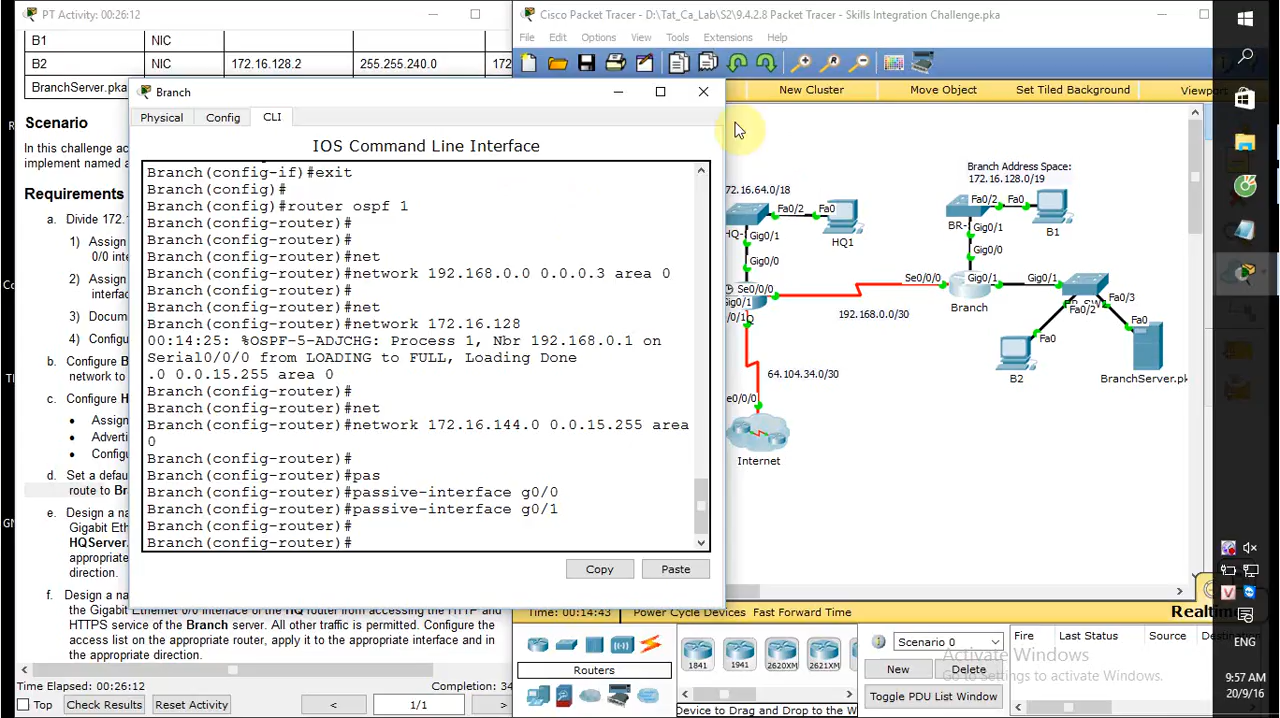 PT Activity: 00:26:12
B1 NIC
B2 NIC 172.16.128.2 255.255.240.0 172
BranchServer.pka
Scenario
In this challenge ac
implement named a
Requirements
a. Divide 172.
1) Assign
0/0 inte
2) Assign
interfac
3) Docum
4) Config
b. Configure B
network to
c. Configure H
Assign
Adverti
Config
d. Set a defau
route to Br
e. Design a na
Gigabit Eth
HQServer.
appropriate
direction.
f. Design a na
the Gigabit Ethernet 0/0 interface of the HQ router from accessing the HTTP and
HTTPS service of the Branch server. All other traffic is permitted. Configure the
access list on the appropriate router, apply it to the appropriate interface and in
the appropriate direction.
Time Elapsed: 00:26:12 Completion: 34
Top Check Results Reset Activity < 1/1 >
Branch
Physical Config CLI
IOS Command Line Interface
Branch(config-if)#exit
Branch(config)#
Branch(config)#router ospf 1
Branch(config-router)#
Branch(config-router)#
Branch(config-router)#net
Branch(config-router)#network 192.168.0.0 0.0.0.3 area 0
Branch(config-router)#
Branch(config-router)#net
Branch(config-router)#network 172.16.128
00:14:25: %OSPF-5-ADJCHG: Process 1, Nbr 192.168.0.1 on
Serial0/0/0 from LOADING to FULL, Loading Done
.0 0.0.15.255 area 0
Branch(config-router)#
Branch(config-router)#net
Branch(config-router)#network 172.16.144.0 0.0.15.255 area
0
Branch(config-router)#
Branch(config-router)#pas
Branch(config-router)#passive-interface g0/0
Branch(config-router)#passive-interface g0/1
Branch(config-router)#
Branch(config-router)#
Copy Paste
Cisco Packet Tracer - D:\Tat_Ca_Lab\S2\9.4.2.8 Packet Tracer - Skills Integration Challenge.pka
File Edit Options View Tools Extensions Help
New Cluster Move Object Set Tiled Background Viewport
Branch Address Space:
172.16.128.0/19
72.16.64.0/18
Fa0/2 Fa0
HQ-
HQ1
Gig0/1
Gig0/0
Se0/0/0
Gig0/1
Fa0/2 Fa0
BR-
B1
Gig0/1
Gig0/0
Se0/0/0
Gig0/1 Gig0/1
Branch
192.168.0.0/30
Fa0/3
Fa0/2
Fa0
Fa0
B2
BranchServer.pk
64.104.34.0/30
e0/0/0
Internet
Time: 00:14:43 Power Cycle Devices Fast Forward Time
Realtime
Routers
1841 1941 2620XM 2621XM
Device to Drag and Drop to the W
Scenario 0
New Delete
Toggle PDU List Window
Fire Last Status Source Destination
Activate Windows
Go to Settings to activate Windows.
ENG
9:57 AM
20/9/16